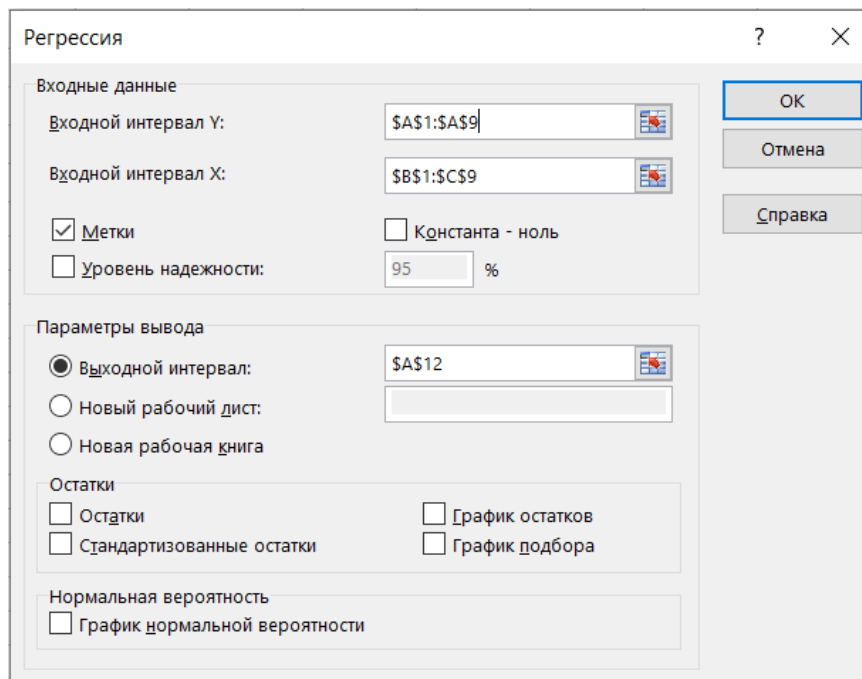 Регрессия
?
Входные данные
Входной интервал Y:
$A$1:$A$9
OK
Входной интервал X:
$B$1:$C$9
Отмена
Метки
Константа - ноль
Справка
Уровень надежности:
95
%
Параметры вывода
Выходной интервал:
$A$12
Новый рабочий лист:
Новая рабочая книга
Остатки
Остатки
График остатков
Стандартизованные остатки
График подбора
Нормальная вероятность
График нормальной вероятности